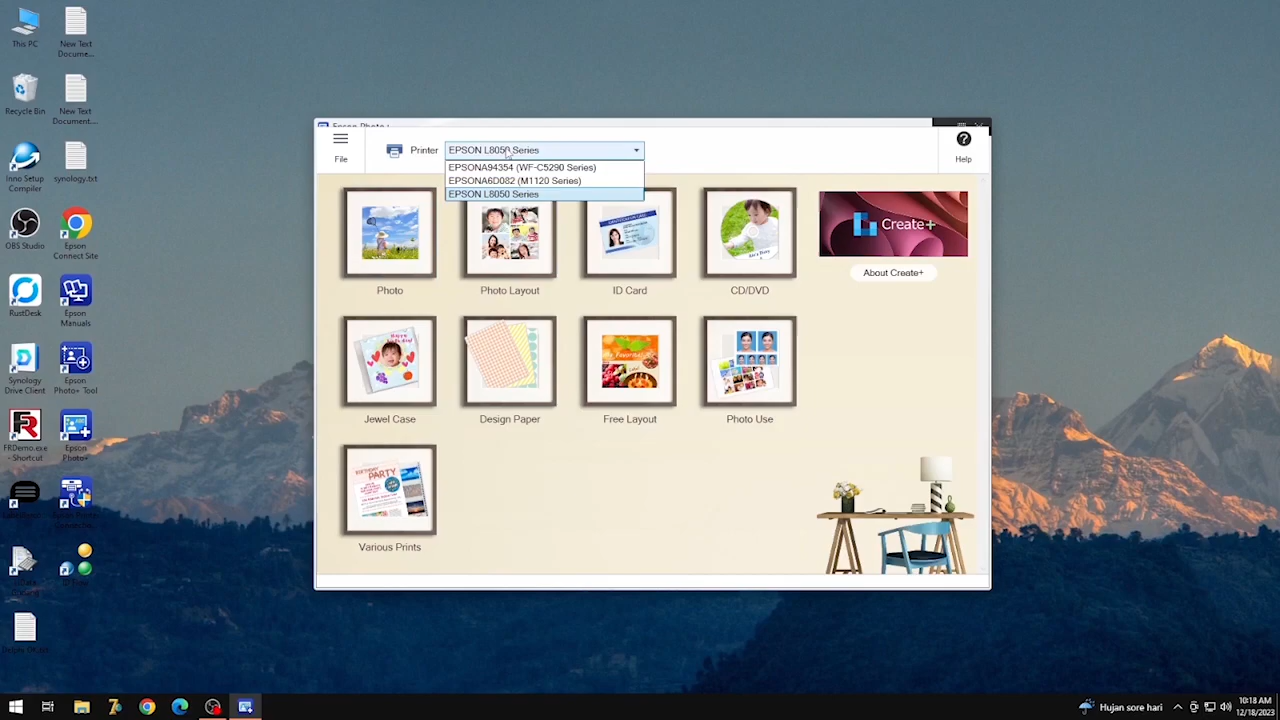 This PC
New Text
Docume...
Recycle Bin
New Text
Document....
Inno Setup
Compiler
synology.txt
OBS Studio
Epson
Connect Site
RustDesk
Epson
Manuals
Synology
Drive Client
Epson
Photo+ Tool
FRDemo.exe
- Shortcut
Epson
Photo+
Epson Photo+
File
Printer
EPSON L8050 Series
EPSONA94354 (WF-C5290 Series)
EPSONA6D082 (M1120 Series)
EPSON L8050 Series
Help
Photo
Photo Layout
ID Card
CD/DVD
Create+
About Create+
Jewel Case
Design Paper
Free Layout
Photo Use
BIRTHDAY
PARTY
Various Prints
Hujan sore hari
10:18 AM
12/18/2023